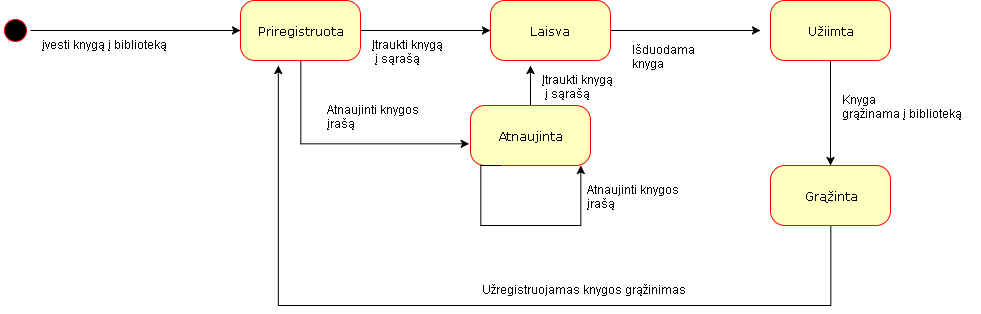 Priregistruota
Laisva
Užiimta
įvesti knygą į biblioteką
Įtraukti knygą
į sąrašą
Išduodama
knyga
Įtraukti knygą
į sąrašą
Knyga
grąžinama į biblioteką
Atnaujinti knygos
įrašą
Atnaujinta
Atnaujinti knygos
įrašą
Grąžinta
Užregistruojamas knygos grąžinimas